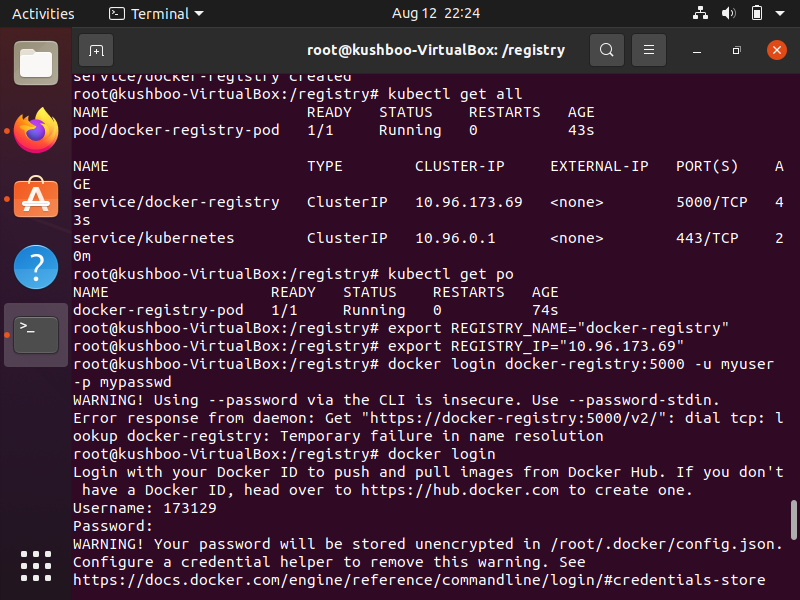 Activities
Terminal
Aug 12 22:24
root@kushboo-VirtualBox: /registry
service/docker-registry created
root@kushboo-VirtualBox:/registry# kubectl get all
NAME READY STATUS RESTARTS AGE
pod/docker-registry-pod 1/1 Running 0 43s
NAME TYPE CLUSTER-IP EXTERNAL-IP PORT(S) A
GE
service/docker-registry ClusterIP 10.96.173.69 <none> 5000/TCP 4
3s
service/kubernetes ClusterIP 10.96.0.1 <none> 443/TCP 2
0m
root@kushboo-VirtualBox:/registry# kubectl get po
NAME READY STATUS RESTARTS AGE
docker-registry-pod 1/1 Running 0 74s
root@kushboo-VirtualBox:/registry# export REGISTRY_NAME="docker-registry"
root@kushboo-VirtualBox:/registry# export REGISTRY_IP="10.96.173.69"
root@kushboo-VirtualBox:/registry# docker login docker-registry:5000 -u myuser
-p mypasswd
WARNING! Using --password via the CLI is insecure. Use --password-stdin.
Error response from daemon: Get "https://docker-registry:5000/v2/": dial tcp: l
ookup docker-registry: Temporary failure in name resolution
root@kushboo-VirtualBox:/registry# docker login
Login with your Docker ID to push and pull images from Docker Hub. If you don't
have a Docker ID, head over to https://hub.docker.com to create one.
Username: 173129
Password:
WARNING! Your password will be stored unencrypted in /root/.docker/config.json.
Configure a credential helper to remove this warning. See
https://docs.docker.com/engine/reference/commandline/login/#credentials-store